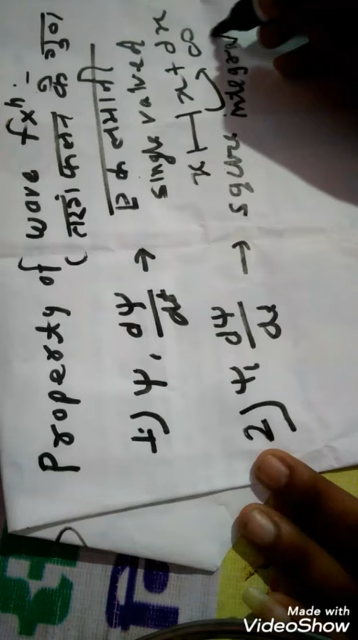 Property of wave fxⁿ.
( तरंग फलन के गुण
1) ψ, dψ/dx → एकलमानी
single valued
x ⟶ x+dx
∞
2) ψ, dψ/dx → square integra
Made with
VideoShow